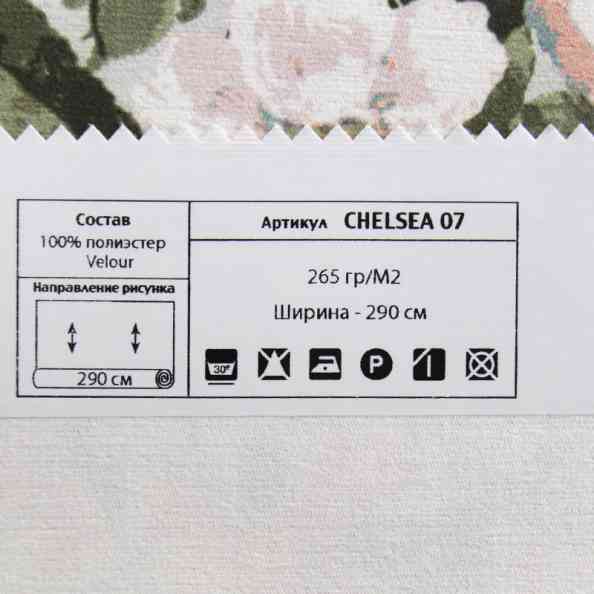 Состав
100% полиэстер
Velour
Направление рисунка
290 см
Артикул CHELSEA 07
265 гр/М2
Ширина - 290 см
30° P